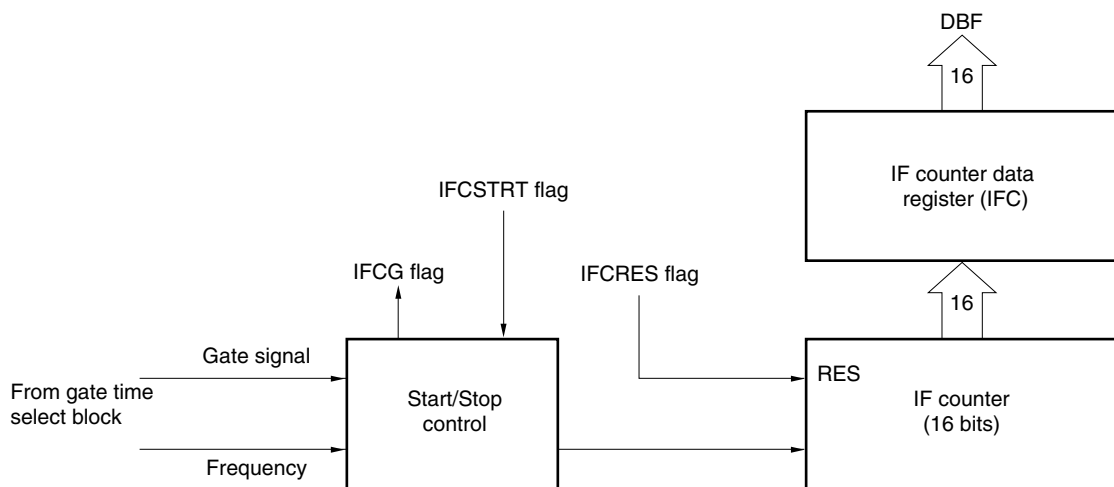 DBF
16
IF counter data
register (IFC)
IFCSTRT flag
IFCG flag
IFCRES flag
16
Gate signal
From gate time
select block
Frequency
Start/Stop
control
RES
IF counter
(16 bits)